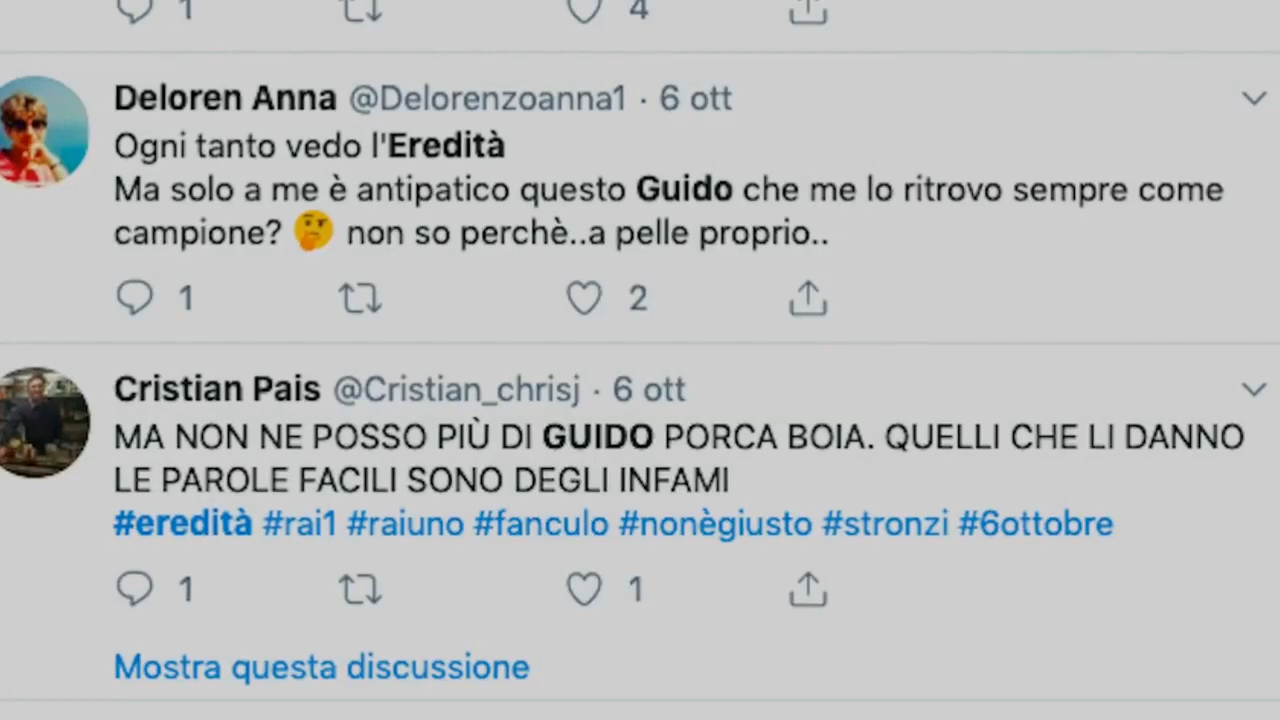 1 4
Deloren Anna @Delorenzoanna1 · 6 ott
Ogni tanto vedo l'Eredità
Ma solo a me è antipatico questo Guido che me lo ritrovo sempre come
campione? 🤔 non so perchè..a pelle proprio..
1 2
Cristian Pais @Cristian_chrisj · 6 ott
MA NON NE POSSO PIÙ DI GUIDO PORCA BOIA. QUELLI CHE LI DANNO
LE PAROLE FACILI SONO DEGLI INFAMI
#eredità #rai1 #raiuno #fanculo #nonègiusto #stronzi #6ottobre
1 1
Mostra questa discussione